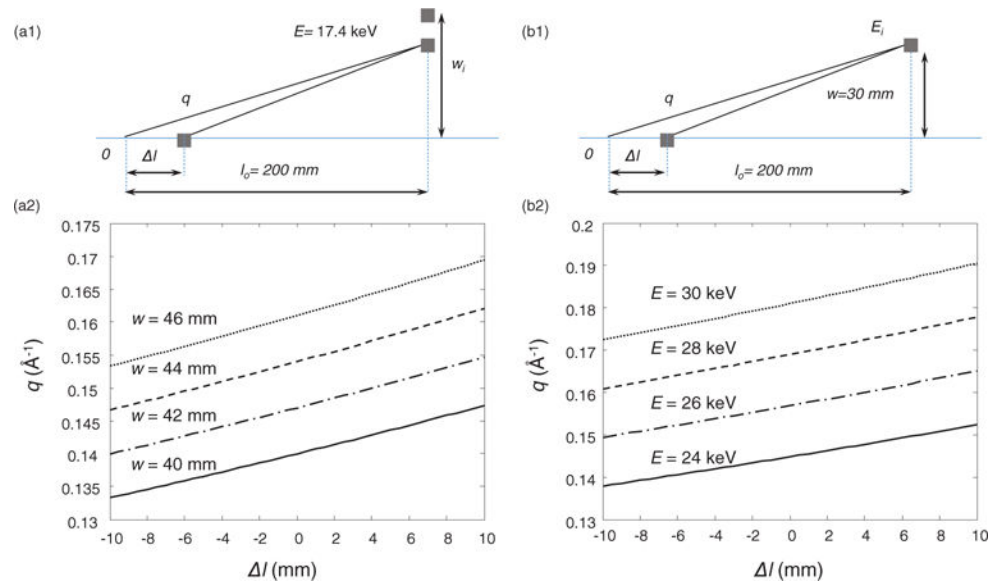 (a1)
E= 17.4 keV
wᵢ
q
0
Δl
lₒ= 200 mm
(b1)
Eᵢ
w=30 mm
q
0
Δl
lₒ= 200 mm
(a2)
0.175
0.17
0.165
0.16
0.155
0.15
0.145
0.14
0.135
0.13
q (Å⁻¹)
w = 46 mm
w = 44 mm
w = 42 mm
w = 40 mm
-10 -8 -6 -4 -2 0 2 4 6 8 10
Δl (mm)
(b2)
0.2
0.19
0.18
0.17
0.16
0.15
0.14
0.13
q (Å⁻¹)
E = 30 keV
E = 28 keV
E = 26 keV
E = 24 keV
-10 -8 -6 -4 -2 0 2 4 6 8 10
Δl (mm)